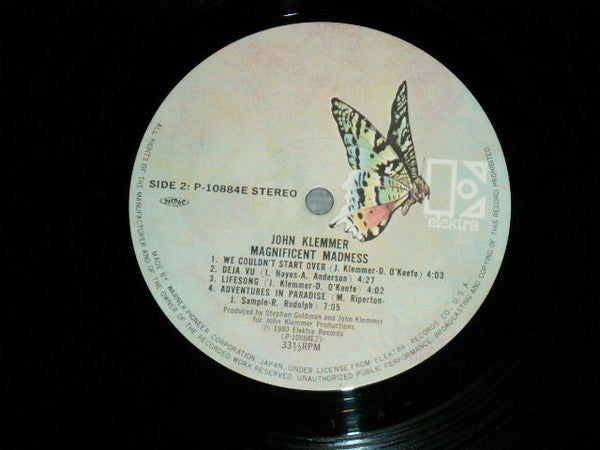 SIDE 2: P-10884E STEREO
elektra
JOHN KLEMMER
MAGNIFICENT MADNESS
1. WE COULDN'T START OVER (J. Klemmer-D. O'Keefe) 4:03
2. DEJA VU (I. Hayes-A. Anderson) 4:27
3. LIFESONG (J. Klemmer-D. O'Keefe) 4:02
4. ADVENTURES IN PARADISE (M. Riperton-
J. Sample-R. Rudolph) 7:05
Produced by Stephan Goldman and John Klemmer
for John Klemmer Productions
℗ 1980 Elektra Records
(P-10884E2)
33⅓RPM
MADE BY WARNER-PIONEER CORPORATION, JAPAN, UNDER LICENSE FROM ELEKTRA RECORDS CO., U.S.A.
ALL RIGHTS OF THE MANUFACTURER AND OF THE OWNER OF THE RECORDED WORK RESERVED. UNAUTHORIZED PUBLIC PERFORMANCE, BROADCASTING AND COPYING OF THIS RECORD PROHIBITED.